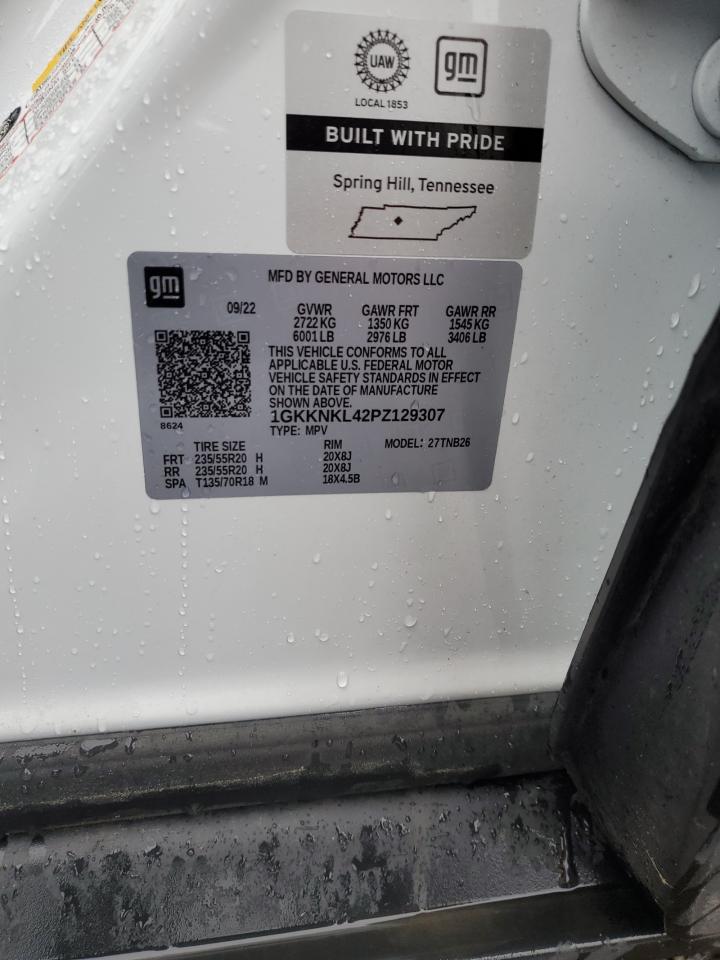 UAW
gm
LOCAL 1853
BUILT WITH PRIDE
Spring Hill, Tennessee
gm
MFD BY GENERAL MOTORS LLC
09/22 GVWR GAWR FRT GAWR RR
2722 KG 1350 KG 1545 KG
6001 LB 2976 LB 3406 LB
THIS VEHICLE CONFORMS TO ALL
APPLICABLE U.S. FEDERAL MOTOR
VEHICLE SAFETY STANDARDS IN EFFECT
ON THE DATE OF MANUFACTURE
SHOWN ABOVE.
8624
1GKKNKL42PZ129307
TYPE: MPV
TIRE SIZE RIM MODEL: 27TNB26
FRT 235/55R20 H 20X8J
RR 235/55R20 H 20X8J
SPA T135/70R18 M 18X4.5B